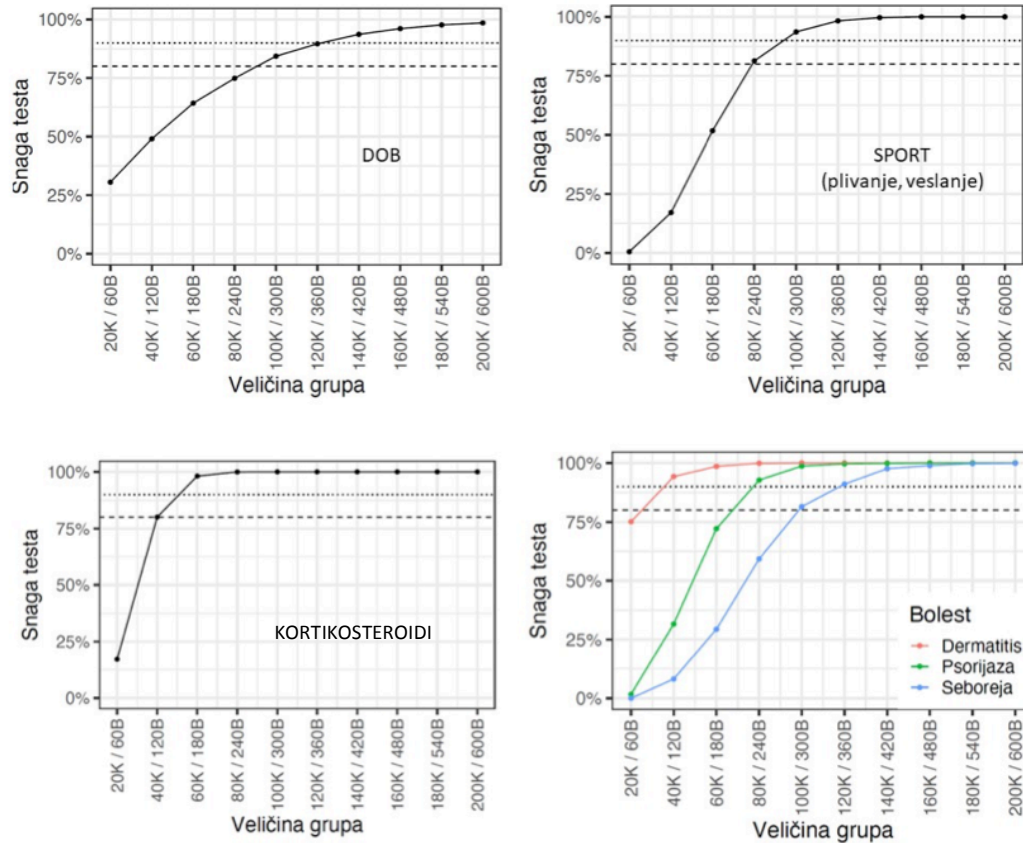 100%
75%
50%
25%
0%
Snaga testa
DOB
20K / 60B
40K / 120B
60K / 180B
80K / 240B
100K / 300B
120K / 360B
140K / 420B
160K / 480B
180K / 540B
200K / 600B
Veličina grupa
100%
75%
50%
25%
0%
Snaga testa
SPORT
(plivanje, veslanje)
20K / 60B
40K / 120B
60K / 180B
80K / 240B
100K / 300B
120K / 360B
140K / 420B
160K / 480B
180K / 540B
200K / 600B
Veličina grupa
100%
75%
50%
25%
0%
Snaga testa
KORTIKOSTEROIDI
20K / 60B
40K / 120B
60K / 180B
80K / 240B
100K / 300B
120K / 360B
140K / 420B
160K / 480B
180K / 540B
200K / 600B
Veličina grupa
100%
75%
50%
25%
0%
Snaga testa
Bolest
Dermatitis
Psorijaza
Seboreja
20K / 60B
40K / 120B
60K / 180B
80K / 240B
100K / 300B
120K / 360B
140K / 420B
160K / 480B
180K / 540B
200K / 600B
Veličina grupa